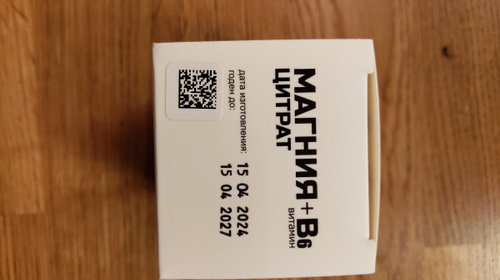 МАГНИЯ + B6
ВИТАМИН
ЦИТРАТ
дата изготовления: 15 04 2024
годен до: 15 04 2027